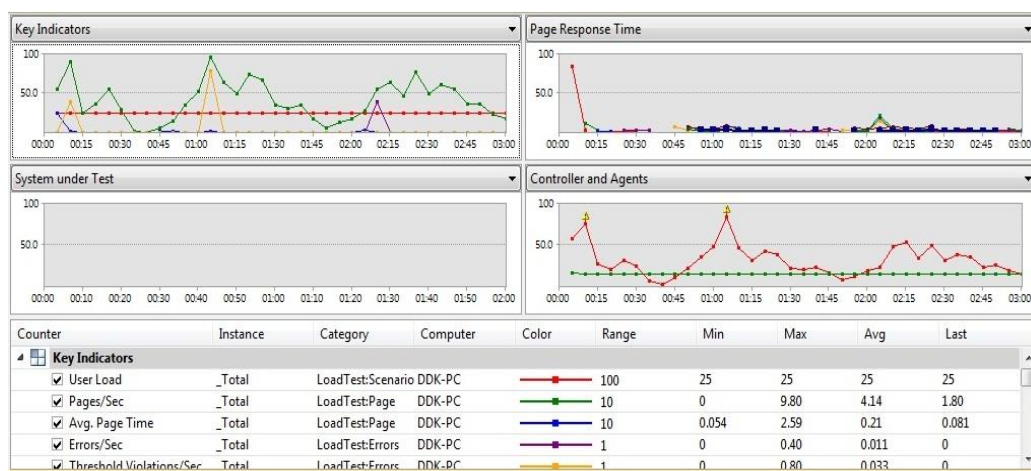 Key Indicators
Page Response Time
100
50.0
00:00 00:15 00:30 00:45 01:00 01:15 01:30 01:45 02:00 02:15 02:30 02:45 03:00
100
50.0
00:00 00:15 00:30 00:45 01:00 01:15 01:30 01:45 02:00 02:15 02:30 02:45 03:00
System under Test
Controller and Agents
100
50.0
00:00 00:10 00:20 00:30 00:40 00:50 01:00 01:10 01:20 01:30 01:40 01:50 02:00
100
50.0
00:00 00:15 00:30 00:45 01:00 01:15 01:30 01:45 02:00 02:15 02:30 02:45 03:00
Counter Instance Category Computer Color Range Min Max Avg Last
Key Indicators
User Load _Total LoadTest:Scenario DDK-PC 100 25 25 25 25
Pages/Sec _Total LoadTest:Page DDK-PC 10 0 9.80 4.14 1.80
Avg. Page Time _Total LoadTest:Page DDK-PC 10 0.054 2.59 0.21 0.081
Errors/Sec _Total LoadTest:Errors DDK-PC 1 0 0.40 0.011 0
Threshold Violations/Sec _Total LoadTest:Errors DDK-PC 1 0 0.80 0.033 0